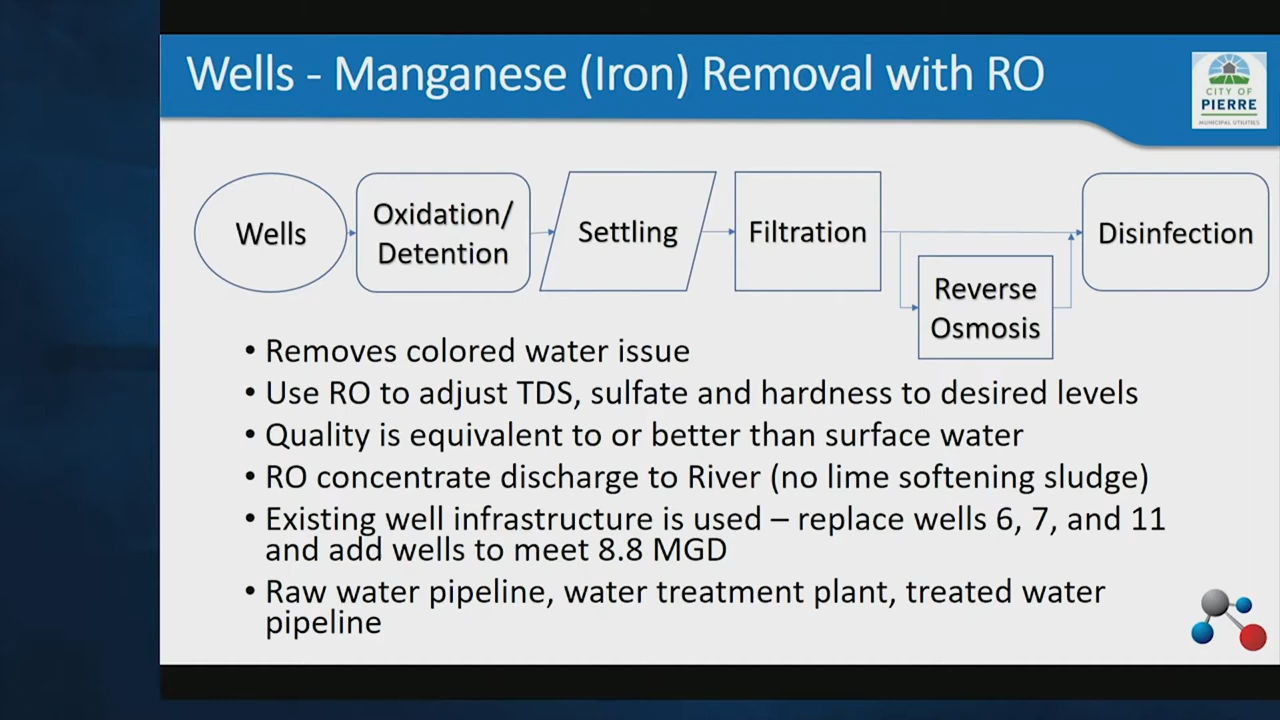 Wells - Manganese (Iron) Removal with RO
CITY OF
PIERRE
MUNICIPAL UTILITIES
Wells
Oxidation/
Detention
Settling
Filtration
Reverse
Osmosis
Disinfection
• Removes colored water issue
• Use RO to adjust TDS, sulfate and hardness to desired levels
• Quality is equivalent to or better than surface water
• RO concentrate discharge to River (no lime softening sludge)
• Existing well infrastructure is used – replace wells 6, 7, and 11
and add wells to meet 8.8 MGD
• Raw water pipeline, water treatment plant, treated water
pipeline